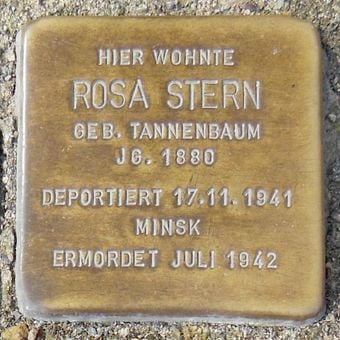 HIER WOHNTE
ROSA STERN
GEB. TANNENBAUM
JG. 1880
DEPORTIERT 17.11.1941
MINSK
ERMORDET JULI 1942